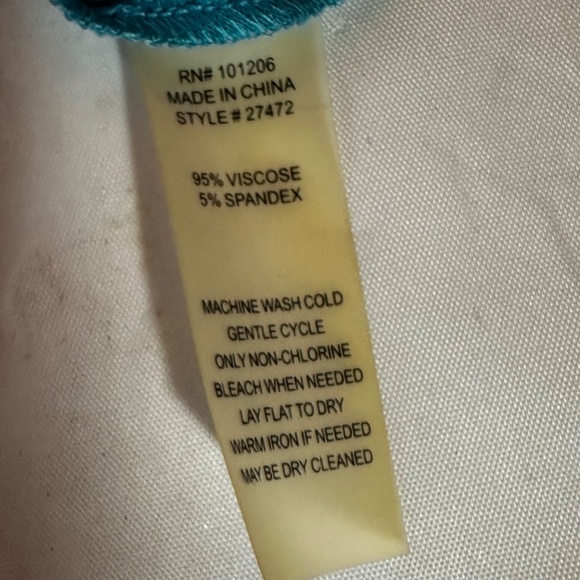 RN# 101206
MADE IN CHINA
STYLE # 27472
95% VISCOSE
5% SPANDEX
MACHINE WASH COLD
GENTLE CYCLE
ONLY NON-CHLORINE
BLEACH WHEN NEEDED
LAY FLAT TO DRY
WARM IRON IF NEEDED
MAY BE DRY CLEANED